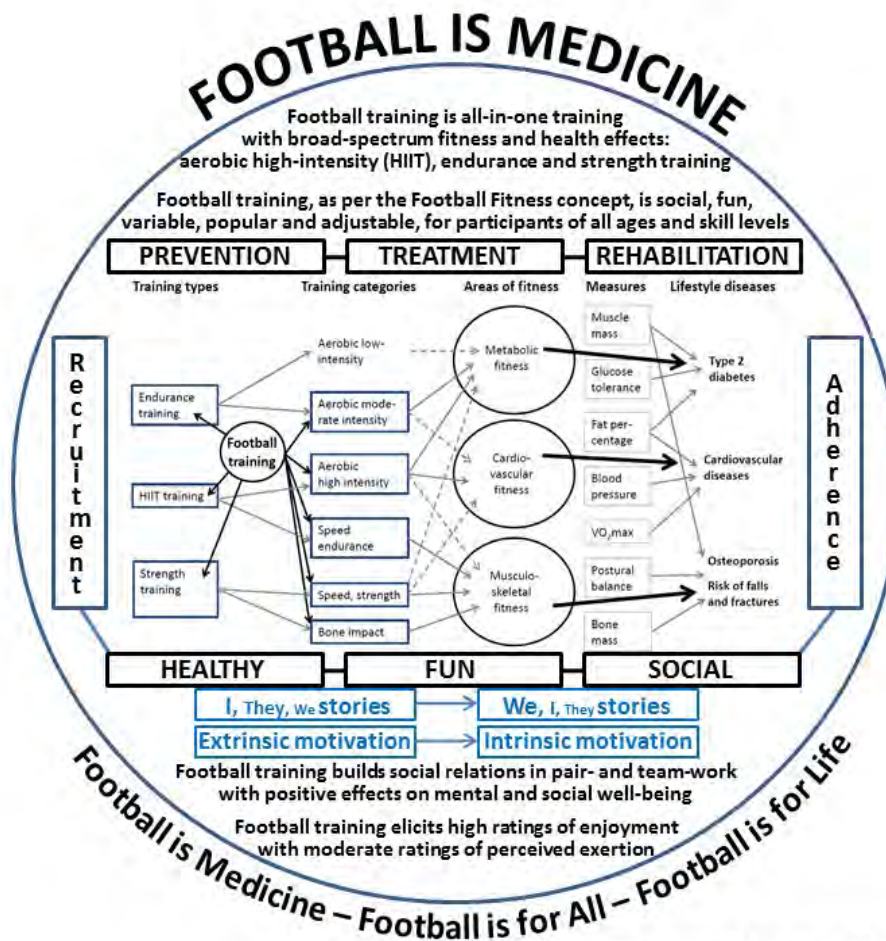 FOOTBALL IS MEDICINE
Football training is all-in-one training
with broad-spectrum fitness and health effects:
aerobic high-intensity (HIIT), endurance and strength training
Football training, as per the Football Fitness concept, is social, fun,
variable, popular and adjustable, for participants of all ages and skill levels
PREVENTION
TREATMENT
REHABILITATION
Training types
Training categories
Areas of fitness
Measures
Lifestyle diseases
Recruitment
Endurance
training
HIIT training
Strength
training
Football
training
Aerobic low-
intensity
Aerobic mode-
rate intensity
Aerobic
high intensity
Speed
endurance
Speed, strength
Bone impact
Metabolic
fitness
Cardio-
vascular
fitness
Musculo-
skeletal
fitness
Muscle
mass
Glucose
tolerance
Fat per-
centage
Blood
pressure
VO₂max
Postural
balance
Bone
mass
Type 2
diabetes
Cardiovascular
diseases
Osteoporosis
Risk of falls
and fractures
Adherence
HEALTHY
FUN
SOCIAL
I, They, We stories
We, I, They stories
Extrinsic motivation
Intrinsic motivation
Football training builds social relations in pair- and team-work
with positive effects on mental and social well-being
Football training elicits high ratings of enjoyment
with moderate ratings of perceived exertion
Football is Medicine – Football is for All – Football is for Life